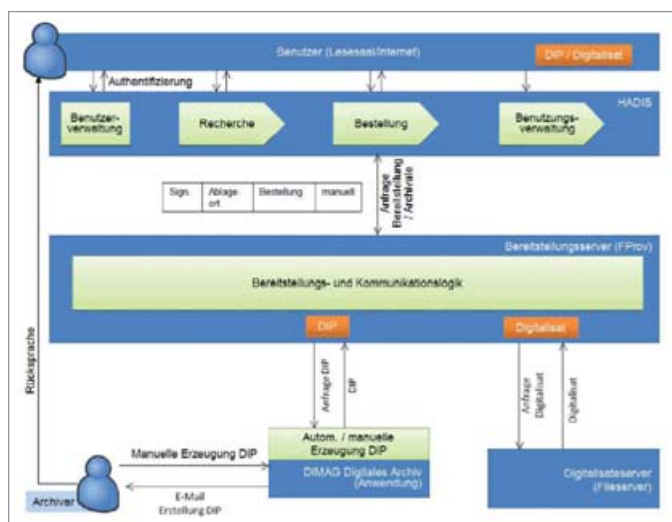 Benutzer (Lesesaal/Internet)
DIP / Digitalisat
Authentifizierung
HADIS
Benutzer-
verwaltung
Recherche
Bestellung
Benutzungs-
verwaltung
Sign.
Ablage
ort
Bestellung
manuell
Anfrage
Bereitstellung
/ Archivale
Bereitstellungsserver (FProv)
Bereitstellungs- und Kommunikationslogik
DIP
Digitalisat
Rücksprache
Anfrage DIP
DIP
Anfrage
Digitalisat
Digitalisat
Manuelle Erzeugung DIP
Autom. / manuelle
Erzeugung DIP
DIMAG Digitales Archiv
(Anwendung)
Digitalisateserver
(Fileserver)
Archivar
E-Mail
Erstellung DIP